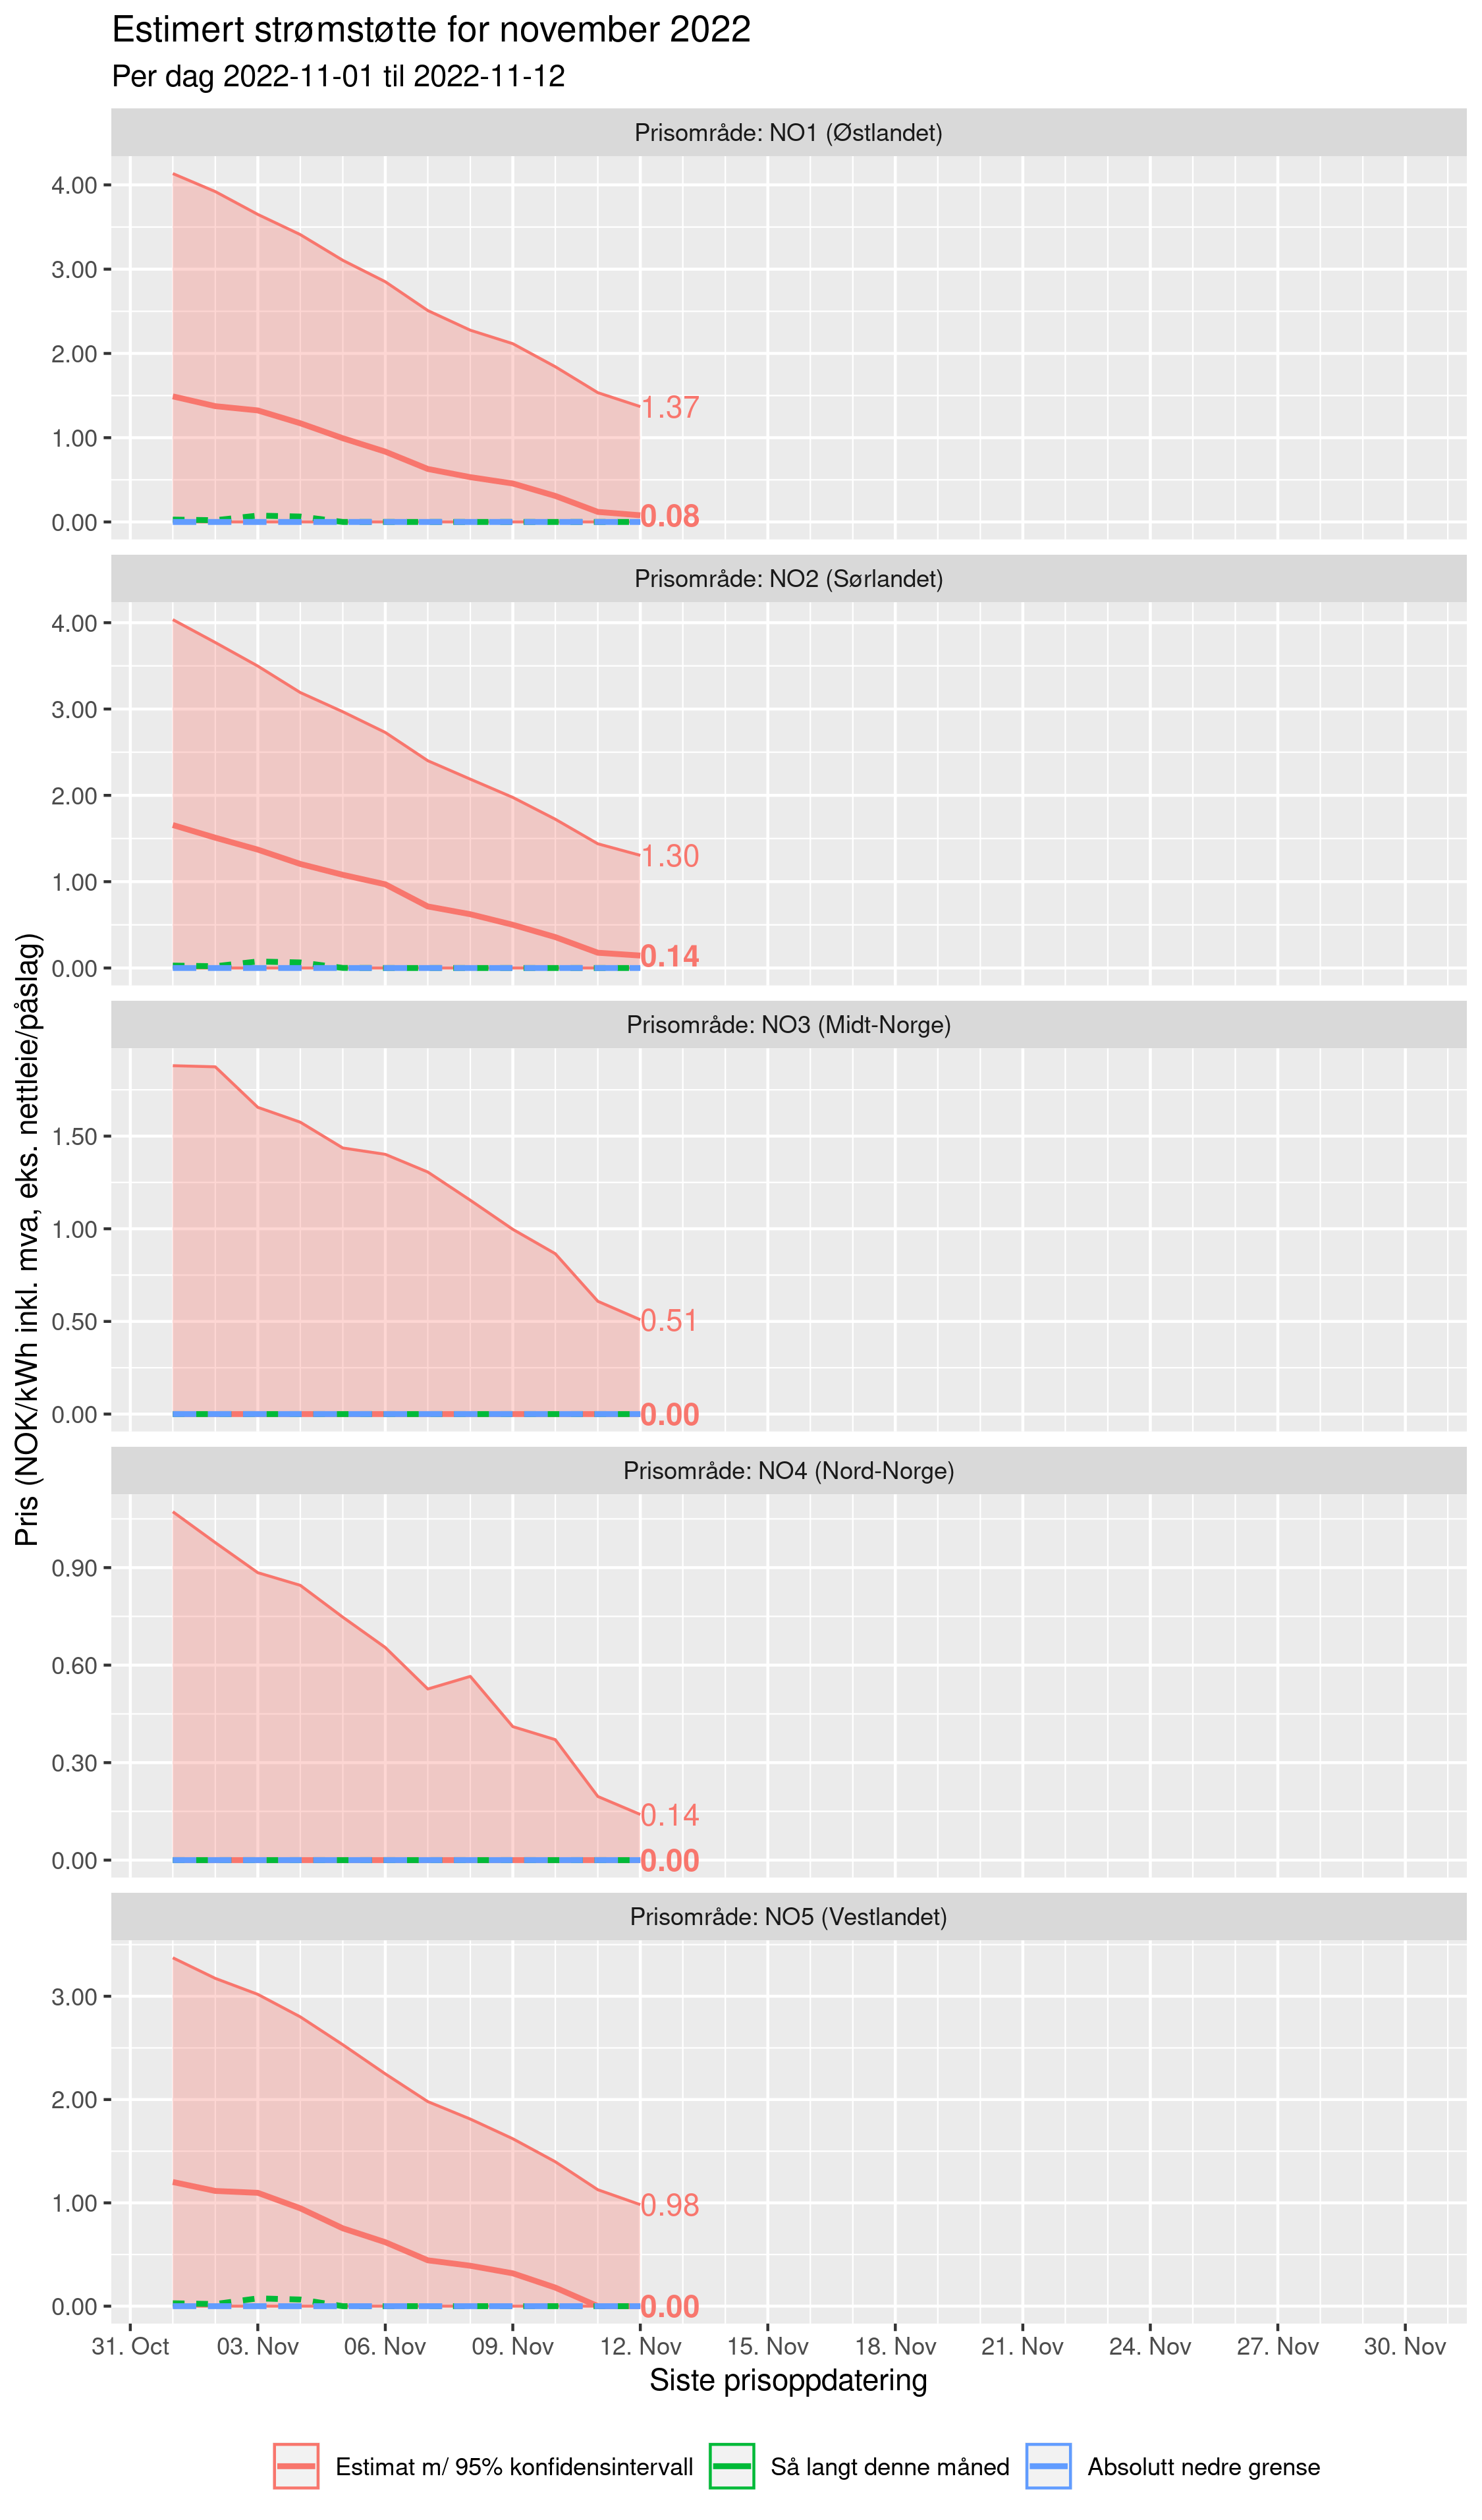 Estimert strømstøtte for november 2022
Per dag 2022-11-01 til 2022-11-12
Pris (NOK/kWh inkl. mva, eks. nettleie/påslag)
Prisområde: NO1 (Østlandet)
4.00
3.00
2.00
1.00
0.00
1.37
0.08
Prisområde: NO2 (Sørlandet)
4.00
3.00
2.00
1.00
0.00
1.30
0.14
Prisområde: NO3 (Midt-Norge)
1.50
1.00
0.50
0.00
0.51
0.00
Prisområde: NO4 (Nord-Norge)
0.90
0.60
0.30
0.00
0.14
0.00
Prisområde: NO5 (Vestlandet)
3.00
2.00
1.00
0.00
0.98
0.00
31. Oct 03. Nov 06. Nov 09. Nov 12. Nov 15. Nov 18. Nov 21. Nov 24. Nov 27. Nov 30. Nov
Siste prisoppdatering
Estimat m/ 95% konfidensintervall Så langt denne måned Absolutt nedre grense